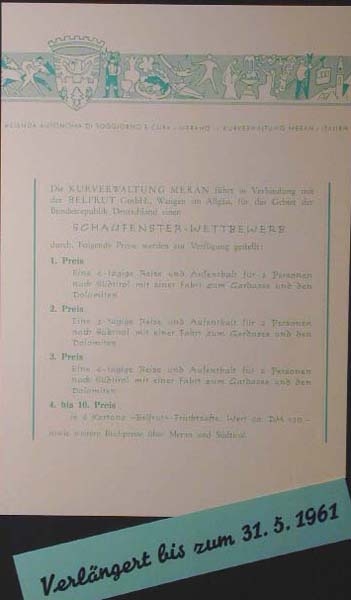 AZIENDA AUTONOMA DI SOGGIORNO E CURA · MERANO · KURVERWALTUNG MERAN · ITALIEN
Die KURVERWALTUNG MERAN führt in Verbindung mit
der BELFRUT GmbH., Wangen im Allgäu, für das Gebiet der
Bundesrepublik Deutschland einen
SCHAUFENSTER-WETTBEWERB
durch. Folgende Preise werden zur Verfügung gestellt:
1. Preis
Eine 6-tägige Reise und Aufenthalt für 2 Personen
nach Südtirol mit einer Fahrt zum Gardasee und den
Dolomiten
2. Preis
Eine tägige Reise und Aufenthalt für 2 Personen
nach Südtirol mit einer Fahrt zum Gardasee und den
Dolomiten
3. Preis
Eine tägige Reise und Aufenthalt für 2 Personen
nach Südtirol mit einer Fahrt zum Gardasee und den
Dolomiten
4. bis 10. Preis
je Kartons »Belfrut« Wert ca. DM
sowie weitere über Meran und Südtirol
Verlängert bis zum 31. 5. 1961